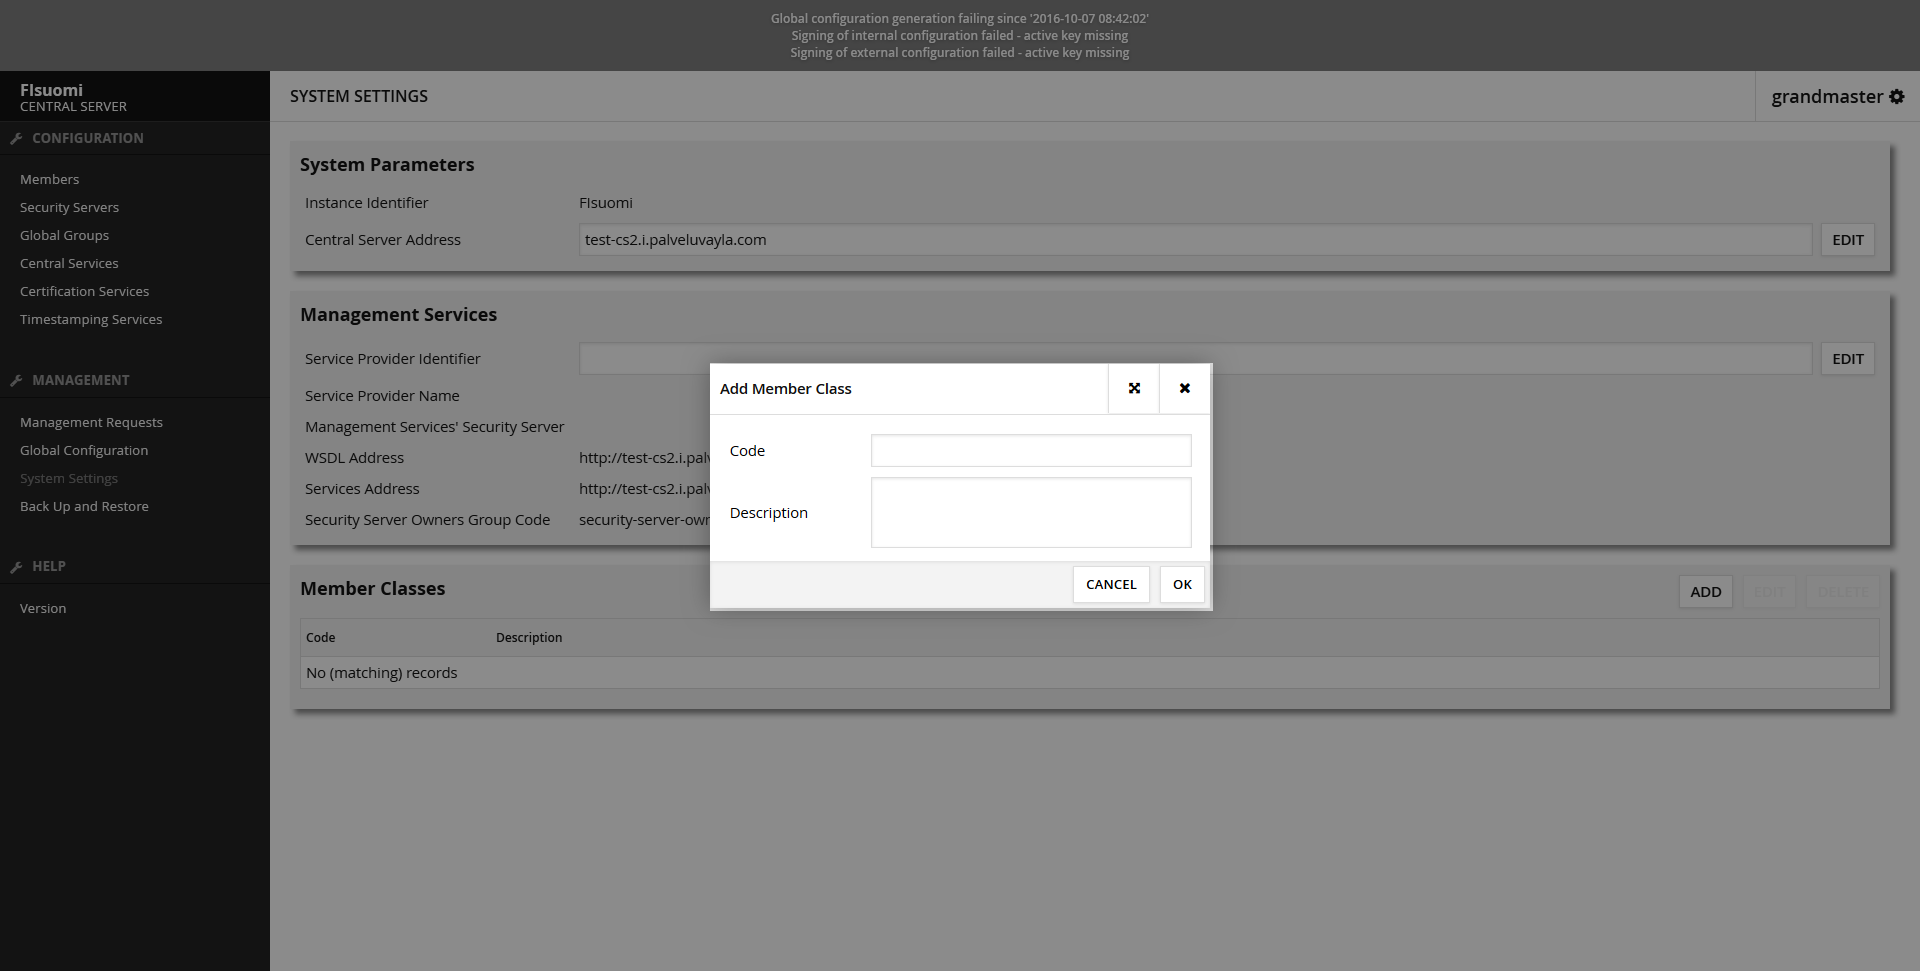 Global configuration generation failing since '2016-10-07 08:42:02'
Signing of internal configuration failed - active key missing
Signing of external configuration failed - active key missing
FIsuomi
CENTRAL SERVER
SYSTEM SETTINGS
grandmaster
CONFIGURATION
Members
Security Servers
Global Groups
Central Services
Certification Services
Timestamping Services
MANAGEMENT
Management Requests
Global Configuration
System Settings
Back Up and Restore
HELP
Version
System Parameters
Instance Identifier FIsuomi
Central Server Address test-cs2.i.palveluvayla.com EDIT
Management Services
Service Provider Identifier EDIT
Service Provider Name
Management Services' Security Server
WSDL Address http://test-cs2.i.palv
Services Address http://test-cs2.i.palv
Security Server Owners Group Code security-server-owr
Add Member Class
Code
Description
CANCEL OK
Member Classes ADD EDIT DELETE
Code Description
No (matching) records